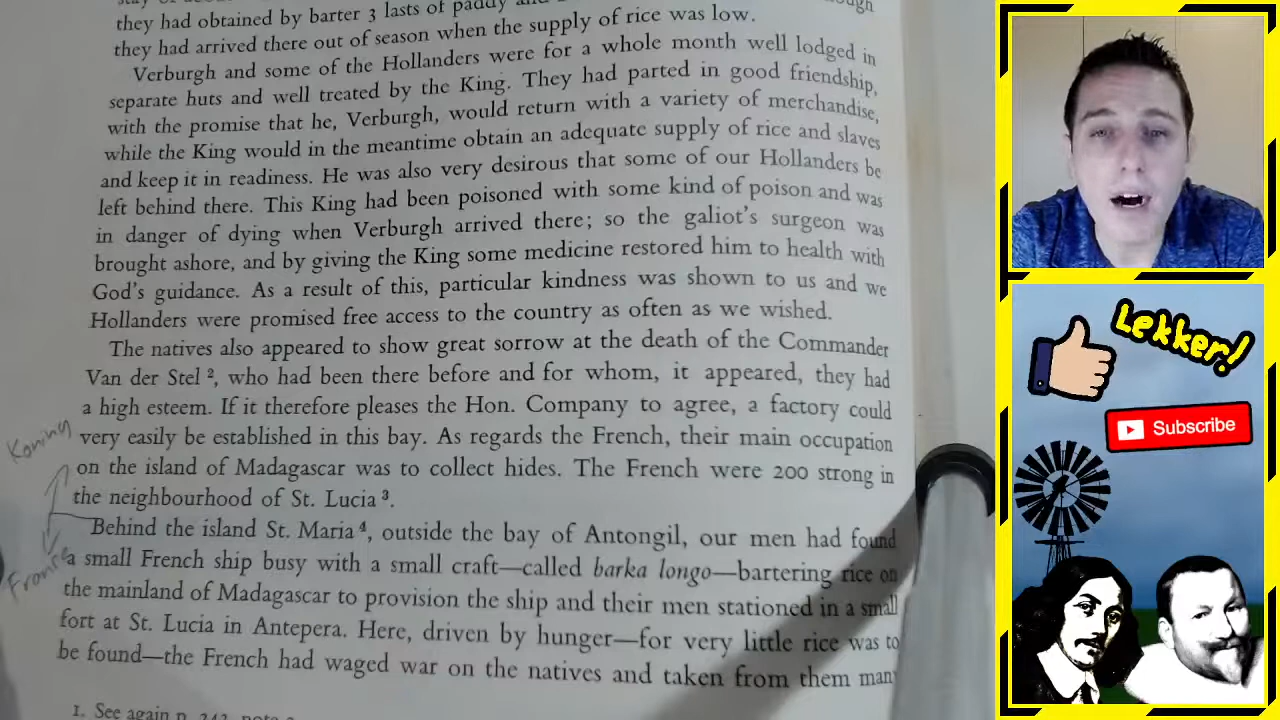 they had obtained by barter 3 lasts of paddy
they had arrived there out of season when the supply of rice was low.
Verburgh and some of the Hollanders were for a whole month well lodged in
separate huts and well treated by the King. They had parted in good friendship,
with the promise that he, Verburgh, would return with a variety of merchandise,
while the King would in the meantime obtain an adequate supply of rice and slaves
and keep it in readiness. He was also very desirous that some of our Hollanders be
left behind there. This King had been poisoned with some kind of poison and was
in danger of dying when Verburgh arrived there; so the galiot's surgeon was
brought ashore, and by giving the King some medicine restored him to health with
God's guidance. As a result of this, particular kindness was shown to us and we
Hollanders were promised free access to the country as often as we wished.
The natives also appeared to show great sorrow at the death of the Commander
Van der Stel ², who had been there before and for whom, it appeared, they had
a high esteem. If it therefore pleases the Hon. Company to agree, a factory could
very easily be established in this bay. As regards the French, their main occupation
on the island of Madagascar was to collect hides. The French were 200 strong in
the neighbourhood of St. Lucia ³.
Behind the island St. Maria ⁴, outside the bay of Antongil, our men had found
a small French ship busy with a small craft—called barka longo—bartering rice on
the mainland of Madagascar to provision the ship and their men stationed in a small
fort at St. Lucia in Antepera. Here, driven by hunger—for very little rice was to
be found—the French had waged war on the natives and taken from them many
1. See again p. 242, note
Koning
Franse
Lekker!
Subscribe